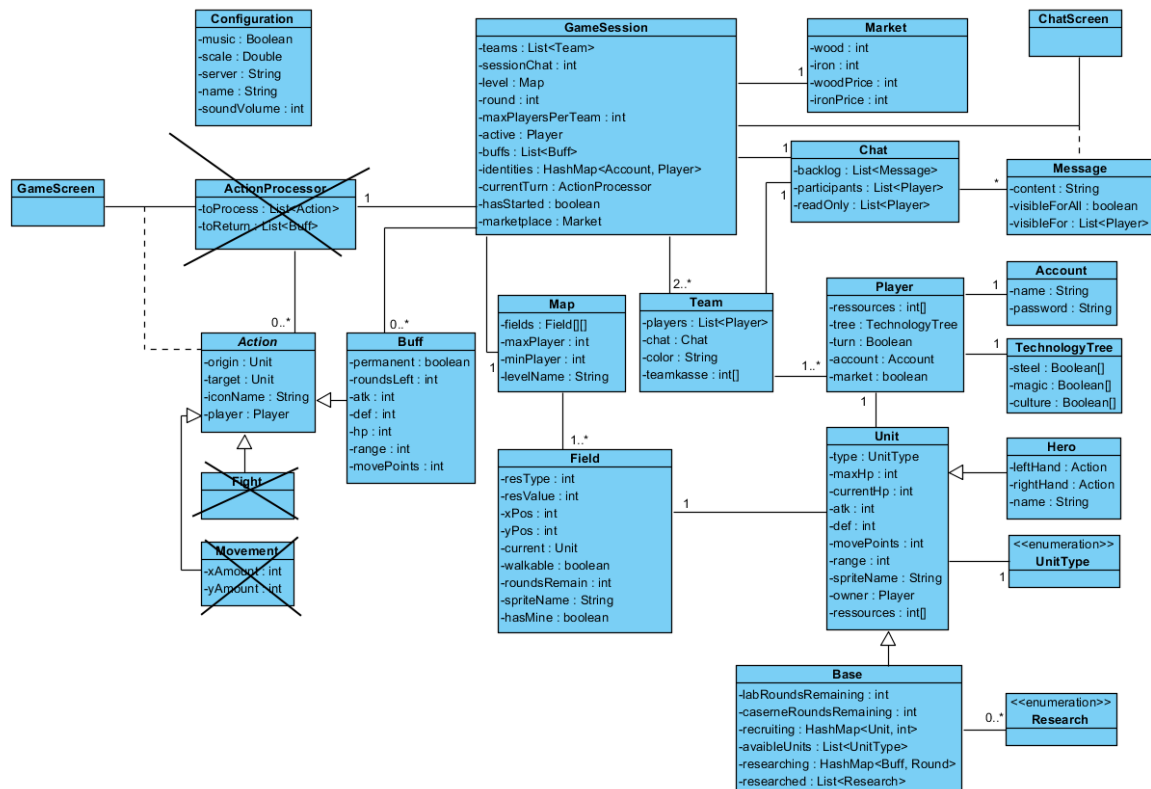 Configuration
-music : Boolean
-scale : Double
-server : String
-name : String
-soundVolume : int
GameSession
-teams : List<Team>
-sessionChat : int
-level : Map
-round : int
-maxPlayersPerTeam : int
-active : Player
-buffs : List<Buff>
-identities : HashMap<Account, Player>
-currentTurn : ActionProcessor
-hasStarted : boolean
-marketplace : Market
Market
-wood : int
-iron : int
-woodPrice : int
-ironPrice : int
1
ChatScreen
GameScreen
ActionProcessor
-toProcess : List<Action>
-toReturn : List<Buff>
1
1
Chat
-backlog : List<Message>
-participants : List<Player>
-readOnly : List<Player>
1
*
Message
-content : String
-visibleForAll : boolean
-visibleFor : List<Player>
0..*
0..*
1
2..*
Action
-origin : Unit
-target : Unit
-iconName : String
-player : Player
Buff
-permanent : boolean
-roundsLeft : int
-atk : int
-def : int
-hp : int
-range : int
-movePoints : int
Map
-fields : Field[][]
-maxPlayer : int
-minPlayer : int
-levelName : String
Team
-players : List<Player>
-chat : Chat
-color : String
-teamkasse : int[]
1..*
Player
-ressources : int[]
-tree : TechnologyTree
-turn : Boolean
-account : Account
-market : boolean
1
Account
-name : String
-password : String
1
TechnologyTree
-steel : Boolean[]
-magic : Boolean[]
-culture : Boolean[]
1
1..*
Fight
Movement
-xAmount : int
-yAmount : int
Field
-resType : int
-resValue : int
-xPos : int
-yPos : int
-current : Unit
-walkable : boolean
-roundsRemain : int
-spriteName : String
-hasMine : boolean
1
Unit
-type : UnitType
-maxHp : int
-currentHp : int
-atk : int
-def : int
-movePoints : int
-range : int
-spriteName : String
-owner : Player
-ressources : int[]
Hero
-leftHand : Action
-rightHand : Action
-name : String
1
<<enumeration>>
UnitType
Base
-labRoundsRemaining : int
-caserneRoundsRemaining : int
-recruiting : HashMap<Unit, int>
-avaibleUnits : List<UnitType>
-researching : HashMap<Buff, Round>
-researched : List<Research>
0..*
<<enumeration>>
Research